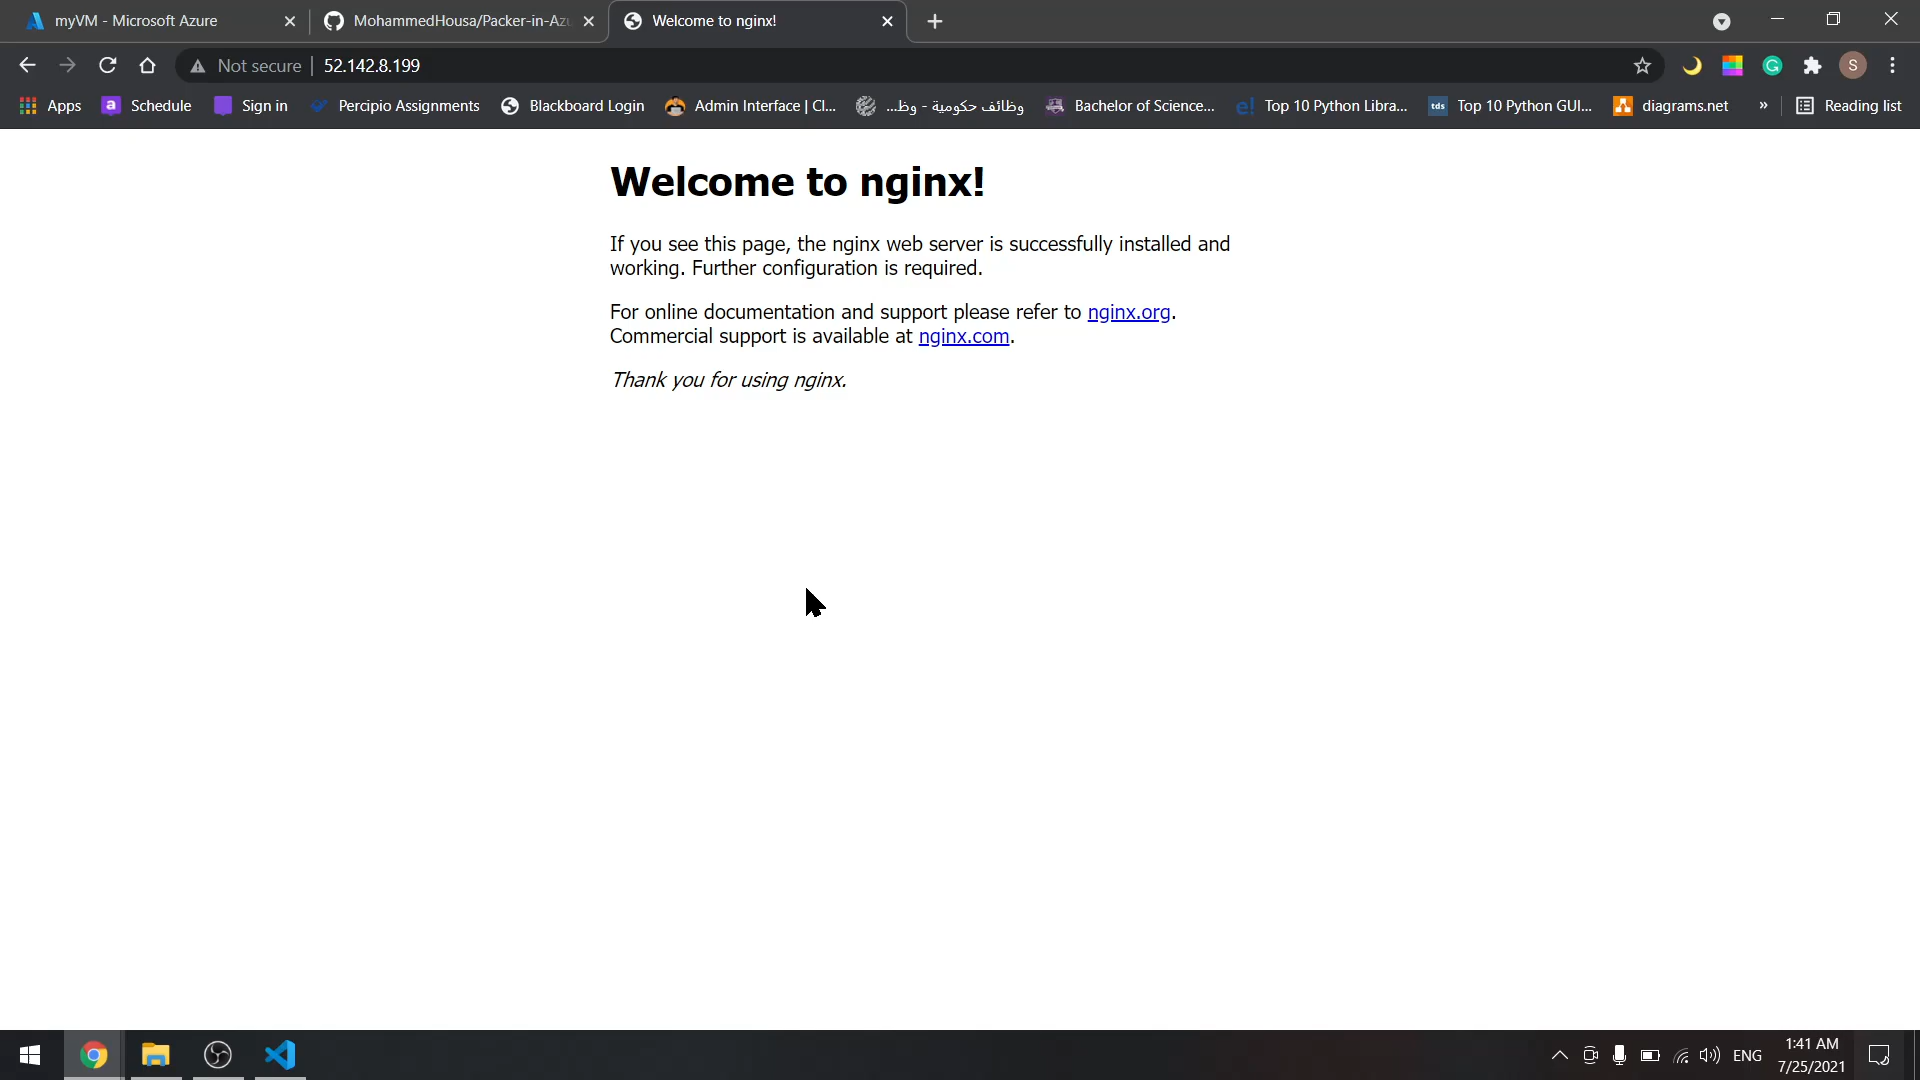 myVM - Microsoft Azure
MohammedHousa/Packer-in-Azu
Welcome to nginx!
Not secure
52.142.8.199
S
Apps
a
Schedule
Sign in
Percipio Assignments
Blackboard Login
Admin Interface | Cl...
وظائف حكومية - وظ...
Bachelor of Science...
e!
Top 10 Python Libra...
tds
Top 10 Python GUI...
diagrams.net
»
Reading list
Welcome to nginx!
If you see this page, the nginx web server is successfully installed and
working. Further configuration is required.
For online documentation and support please refer to nginx.org.
Commercial support is available at nginx.com.
Thank you for using nginx.
ENG
1:41 AM
7/25/2021